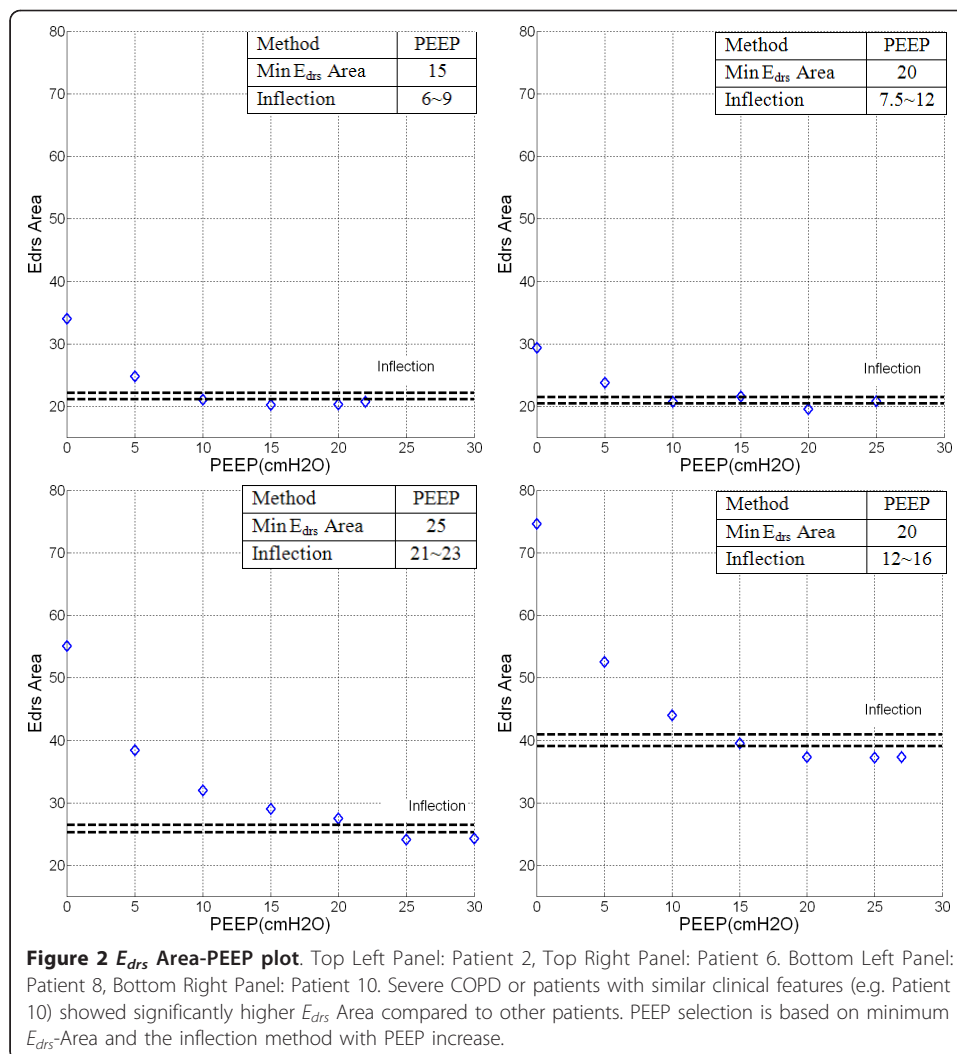 Method PEEP
Min Edrs Area 15
Inflection 6~9
80
70
60
50
40
30
20
Edrs Area
Inflection
0 5 10 15 20 25 30
PEEP(cmH2O)
Method PEEP
Min Edrs Area 20
Inflection 7.5~12
80
70
60
50
40
30
20
Edrs Area
Inflection
0 5 10 15 20 25 30
PEEP(cmH2O)
Method PEEP
Min Edrs Area 25
Inflection 21~23
80
70
60
50
40
30
20
Edrs Area
Inflection
0 5 10 15 20 25 30
PEEP(cmH2O)
Method PEEP
Min Edrs Area 20
Inflection 12~16
80
70
60
50
40
30
20
Edrs Area
Inflection
0 5 10 15 20 25 30
PEEP(cmH2O)
Figure 2 Edrs Area-PEEP plot. Top Left Panel: Patient 2, Top Right Panel: Patient 6. Bottom Left Panel:
Patient 8, Bottom Right Panel: Patient 10. Severe COPD or patients with similar clinical features (e.g. Patient
10) showed significantly higher Edrs Area compared to other patients. PEEP selection is based on minimum
Edrs-Area and the inflection method with PEEP increase.